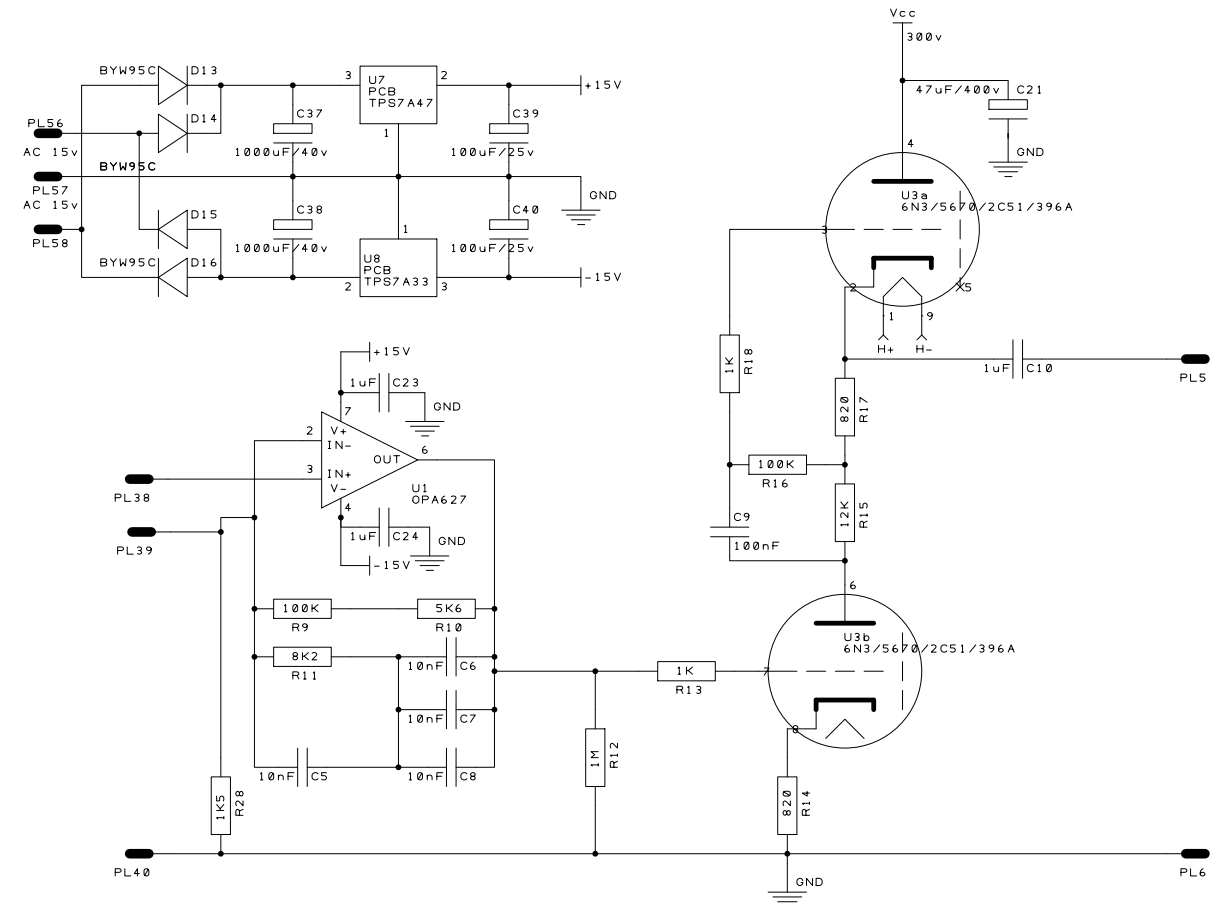 Vcc
300v
47uF/400v C21
GND
4
U3a
6N3/5670/2C51/396A
3
2
X5
1
9
H+
H-
BYW95C
D13
D14
PL56
AC 15v
BYW95C
PL57
AC 15v
PL58
D15
BYW95C
D16
C37
1000uF/40v
C38
1000uF/40v
3
U7
PCB
TPS7A47
2
1
1
U8
PCB
TPS7A33
2
3
C39
100uF/25v
C40
100uF/25v
+15V
GND
-15V
+15V
1uF C23
GND
7
2
V+
IN-
OUT
6
3
IN+
V-
4
U1
OPA627
1uF C24
GND
-15V
PL38
PL39
100K
R9
5K6
R10
8K2
R11
10nF C6
10nF C7
10nF C5
10nF C8
1K5
R28
PL40
1M
R12
1K
R13
1K
R18
820
R17
1uF C10
PL5
100K
R16
12K
R15
C9
100nF
6
U3b
6N3/5670/2C51/396A
7
8
820
R14
GND
PL6